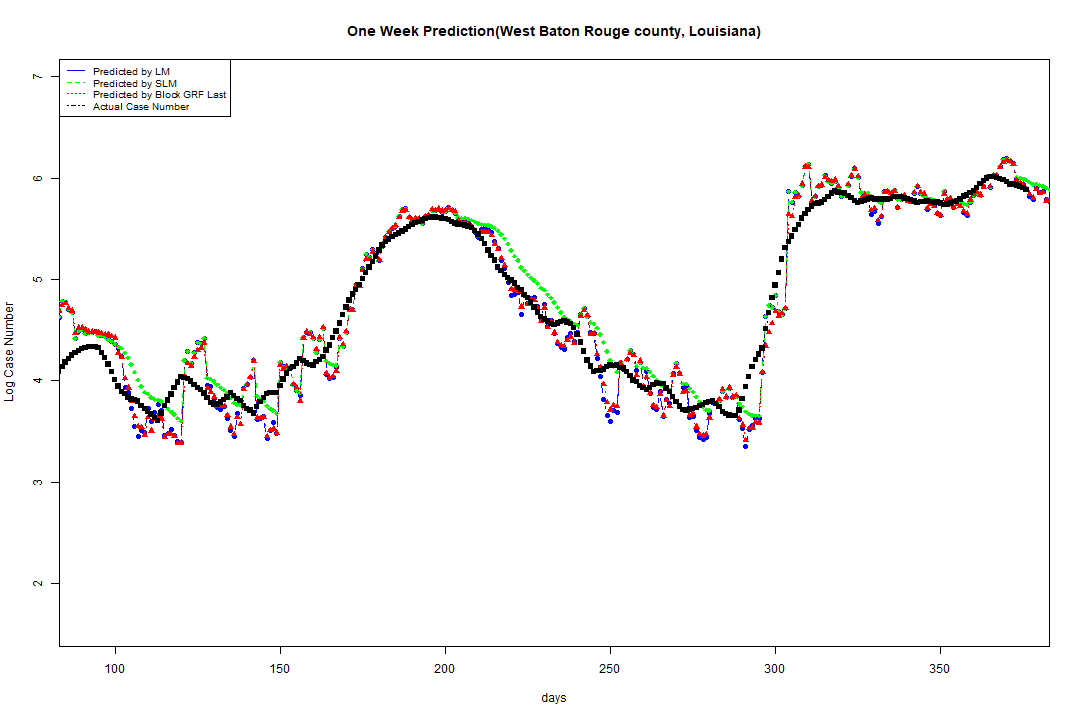 One Week Prediction(West Baton Rouge county, Louisiana)
Predicted by LM
Predicted by SLM
Predicted by Block GRF Last
Actual Case Number
7
6
5
4
3
2
Log Case Number
100 150 200 250 300 350
days